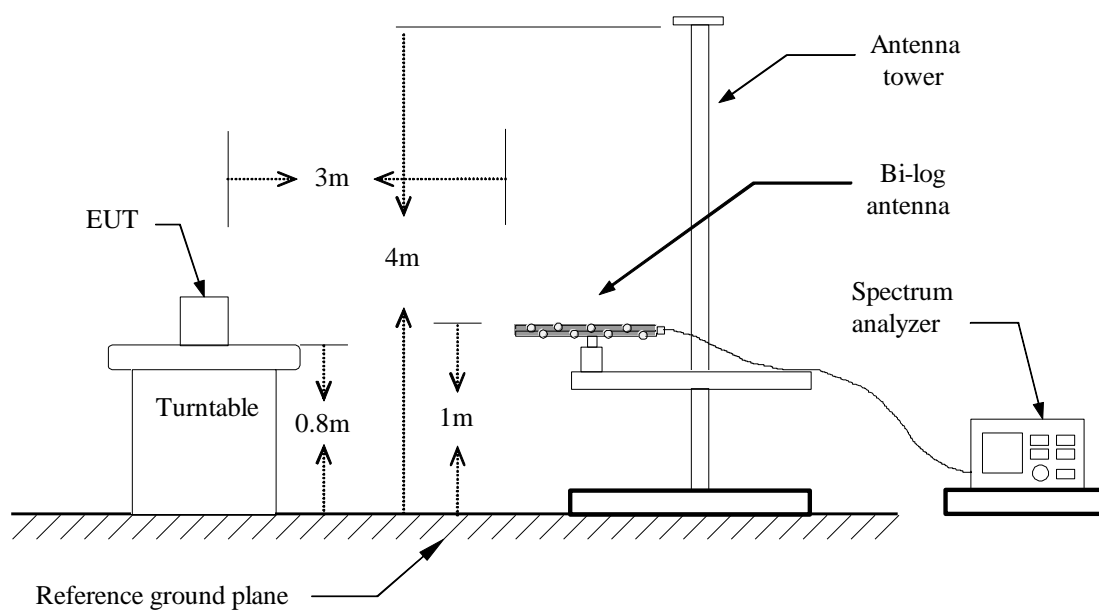 Antenna
tower
3m
Bi-log
antenna
EUT
4m
Spectrum
analyzer
Turntable
0.8m
1m
Reference ground plane